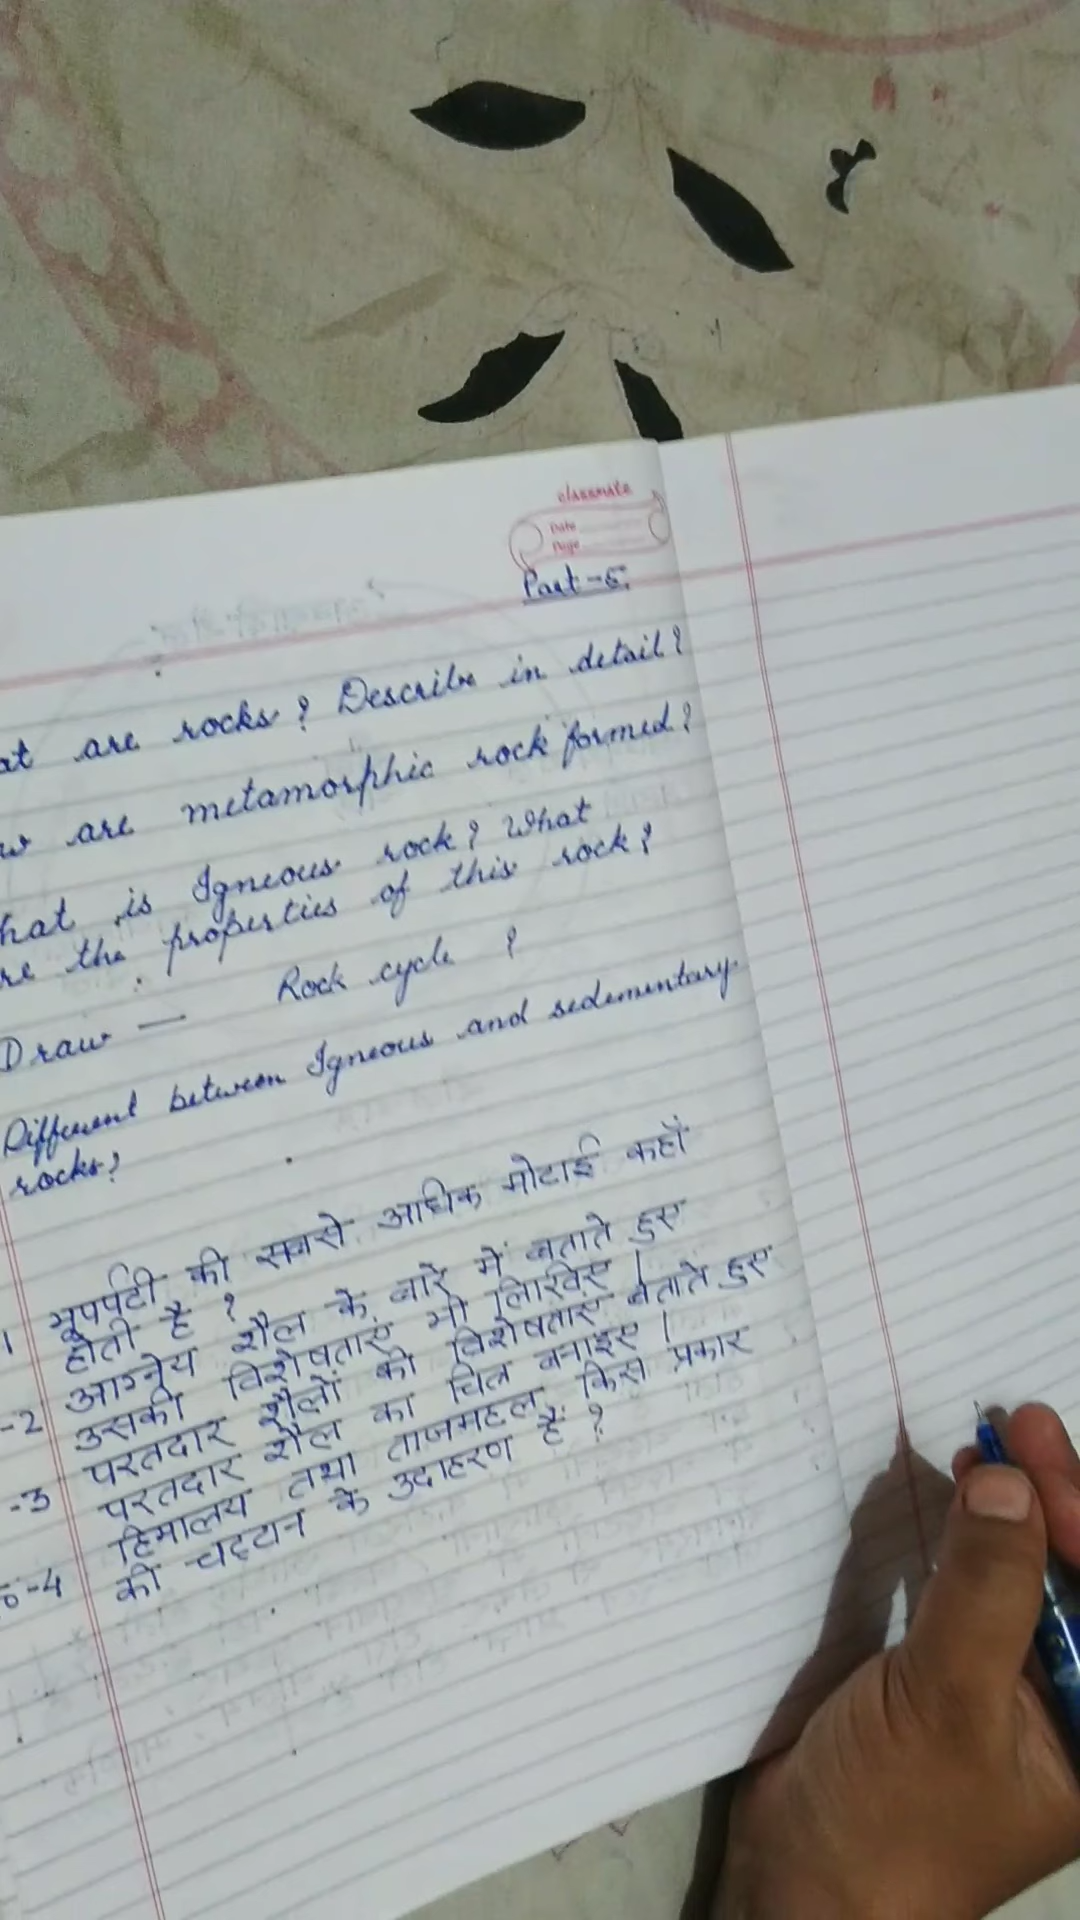 classmate
Date
Page
Part-5.
at are rocks? Describe in detail?
w are metamorphic rock formed?
hat is Igneous rock? What
re the properties of this rock?
Draw — Rock cycle ?
Different between Igneous and sedementary
rocks?
1 भूपर्पटी की सबसे आधिक मोटाई कहाँ
होती है ?
-2 आग्नेय शैल के बारे में बताते हुए
उसकी विशेषताएं भी लिखिए |
-3 परतदार शैलों की विशेषताएं बताते हुए
परतदार शैल का चित्र बनाइए |
-4 हिमालय तथा ताजमहल किस प्रकार
की चट्टान के उदाहरण हैं ?